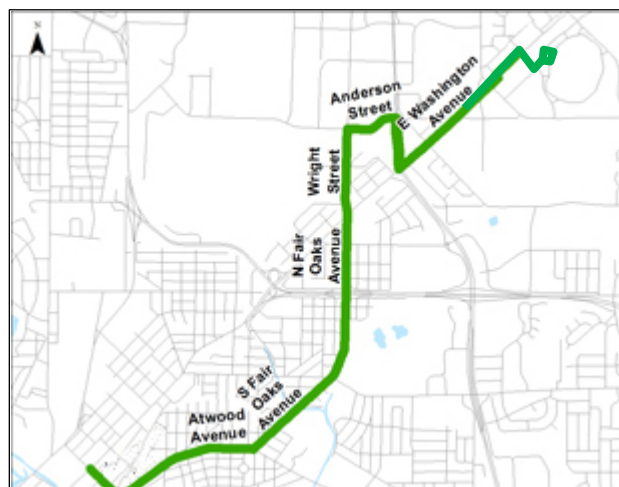 N
Anderson
Street
E Washington
Avenue
Wright
Street
N Fair
Oaks
Avenue
S Fair
Oaks
Avenue
Atwood
Avenue